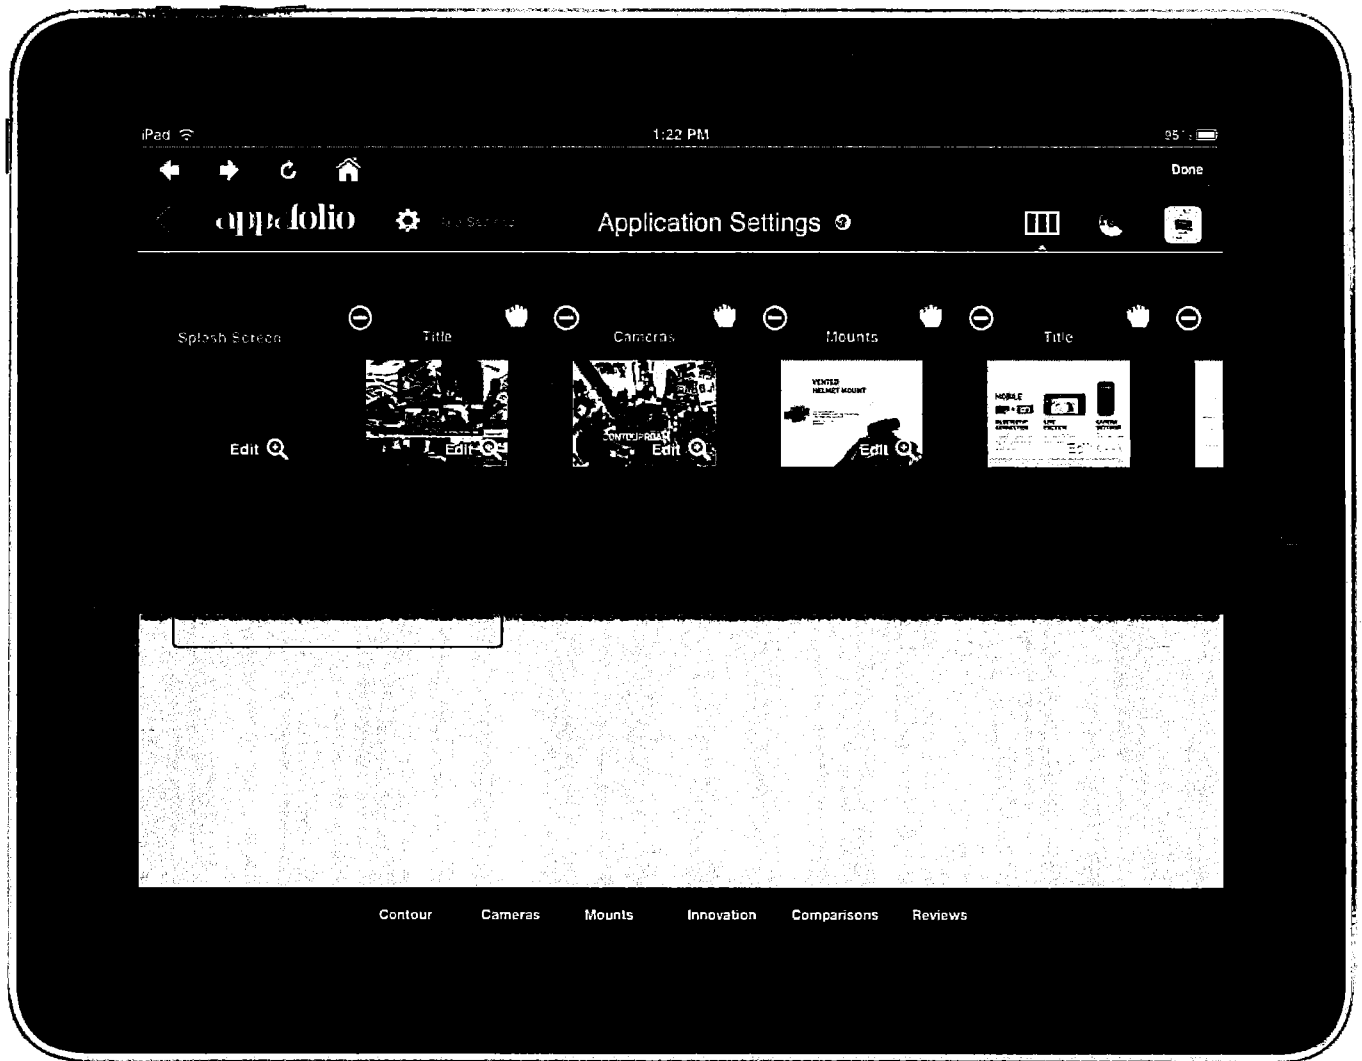 iPad 1:22 PM
Done
Application Settings
Splash Screen Title Cameras Mounts Title
VENTED
HELMET MOUNT
MOBILE
CONTOURROAM
Edit Edit Edit Edit
Contour Cameras Mounts Innovation Comparisons Reviews